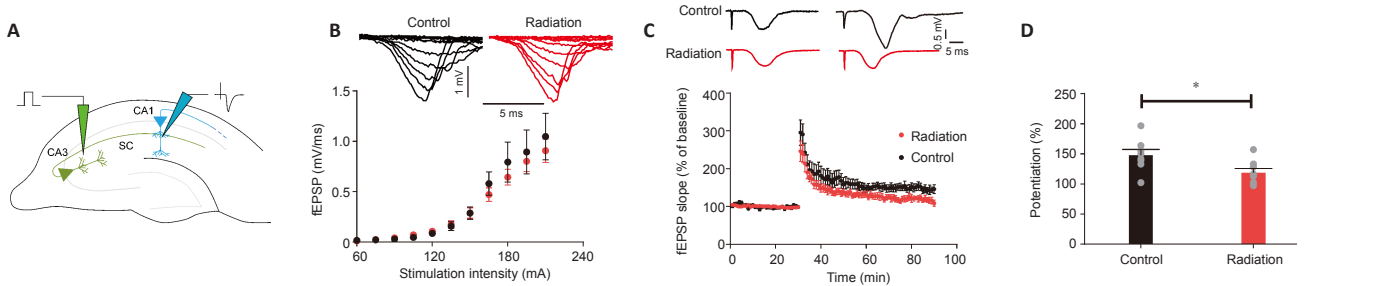 A
CA1
CA3
SC
B
Control
Radiation
1 mV
5 ms
fEPSP (mV/ms)
1.5
1.0
0.5
0
60
120
180
240
Stimulation intensity (mA)
C
Control
Radiation
0.5 mV
5 ms
fEPSP slope (% of baseline)
400
300
200
100
0
Radiation
Control
0
20
40
60
80
100
Time (min)
D
*
Potentiation (%)
250
200
150
100
50
0
Control
Radiation